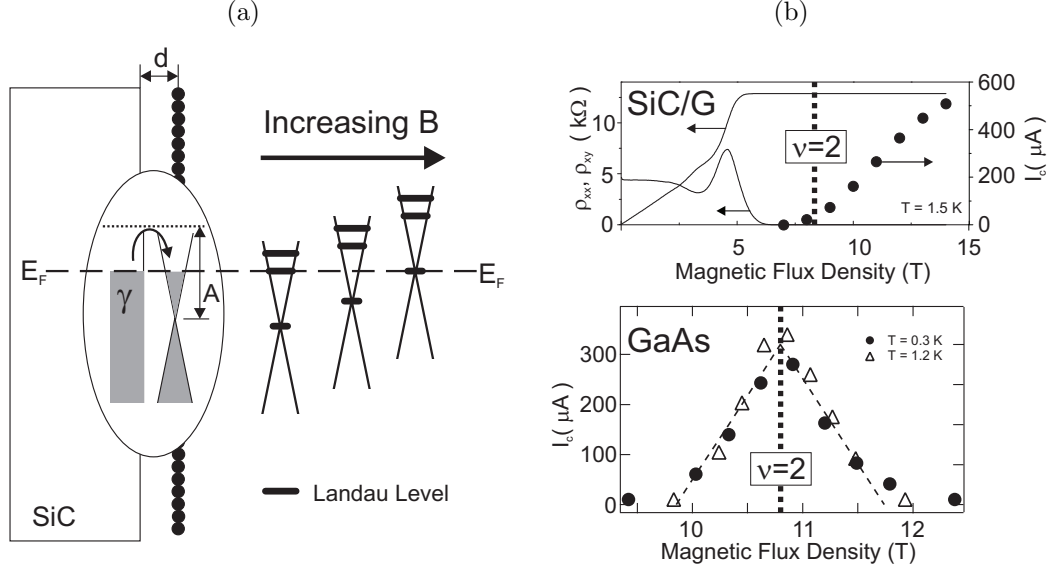 (a)
d
Increasing B
E_F
γ
A
E_F
Landau Level
SiC
(b)
SiC/G
ρ_xx, ρ_xy ( kΩ)
10
5
0
ν=2
T = 1.5 K
600
400
200
0
I_c( μA)
5
10
15
Magnetic Flux Density (T)
GaAs
T = 0.3 K
T = 1.2 K
I_c( μA)
300
200
100
0
ν=2
10
11
12
Magnetic Flux Density (T)